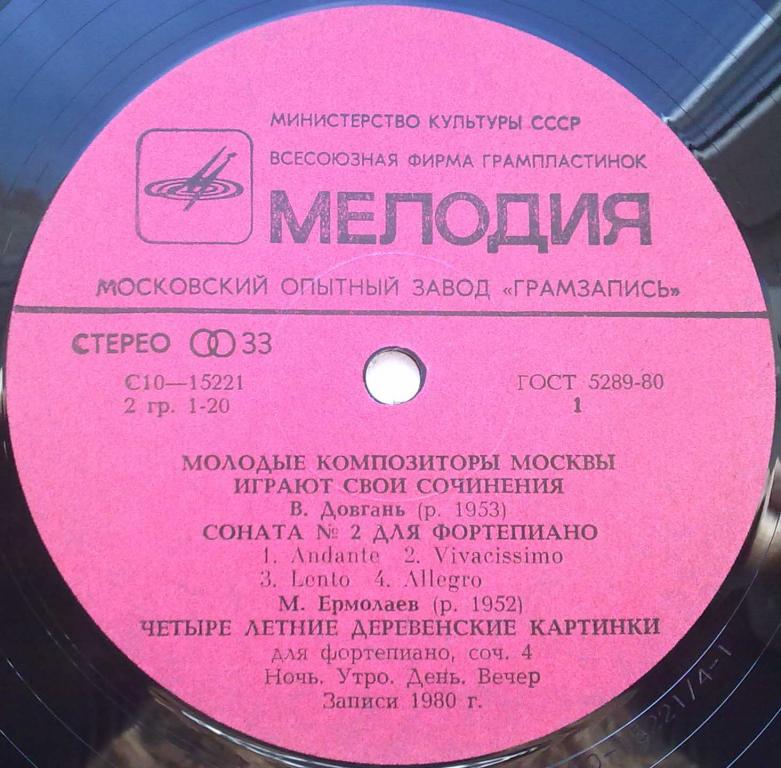 МИНИСТЕРСТВО КУЛЬТУРЫ СССР
ВСЕСОЮЗНАЯ ФИРМА ГРАМПЛАСТИНОК
МЕЛОДИЯ
МОСКОВСКИЙ ОПЫТНЫЙ ЗАВОД «ГРАМЗАПИСЬ»
СТЕРЕО 33
С10—15221 ГОСТ 5289-80
2 гр. 1-20 1
МОЛОДЫЕ КОМПОЗИТОРЫ МОСКВЫ
ИГРАЮТ СВОИ СОЧИНЕНИЯ
В. Довгань (р. 1953)
СОНАТА № 2 ДЛЯ ФОРТЕПИАНО
1. Andante 2. Vivacissimo
3. Lento 4. Allegro
М. Ермолаев (р. 1952)
ЧЕТЫРЕ ЛЕТНИЕ ДЕРЕВЕНСКИЕ КАРТИНКИ
для фортепиано, соч. 4
Ночь. Утро. День. Вечер
Записи 1980 г.